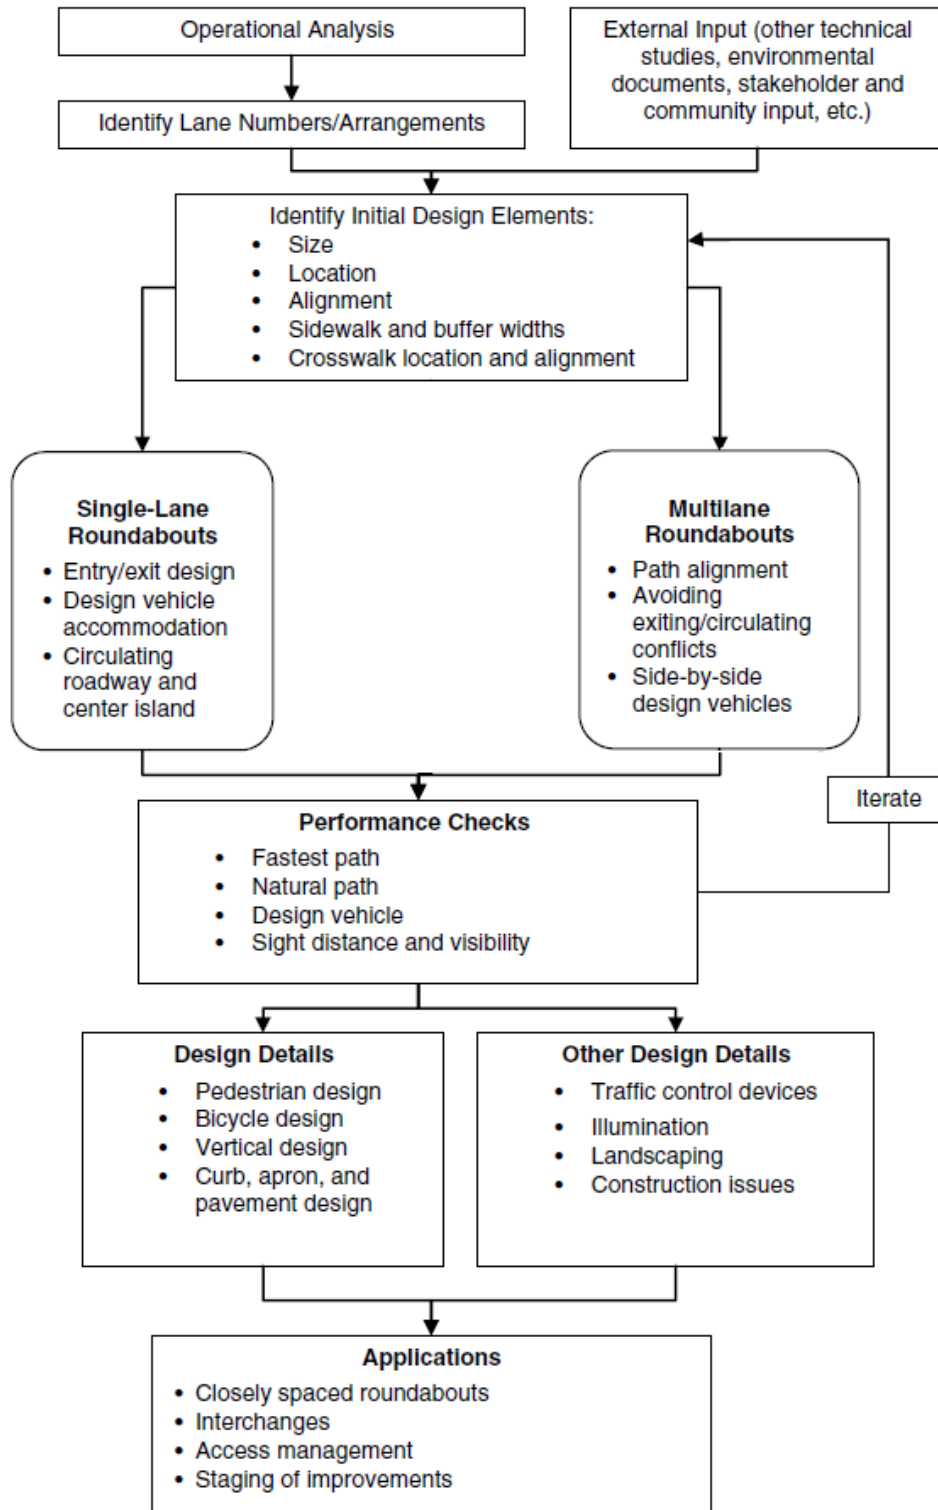 Operational Analysis
External Input (other technical
studies, environmental
documents, stakeholder and
community input, etc.)
Identify Lane Numbers/Arrangements
Identify Initial Design Elements:
• Size
• Location
• Alignment
• Sidewalk and buffer widths
• Crosswalk location and alignment
Single-Lane
Roundabouts
• Entry/exit design
• Design vehicle
accommodation
• Circulating
roadway and
center island
Multilane
Roundabouts
• Path alignment
• Avoiding
exiting/circulating
conflicts
• Side-by-side
design vehicles
Iterate
Performance Checks
• Fastest path
• Natural path
• Design vehicle
• Sight distance and visibility
Design Details
• Pedestrian design
• Bicycle design
• Vertical design
• Curb, apron, and
pavement design
Other Design Details
• Traffic control devices
• Illumination
• Landscaping
• Construction issues
Applications
• Closely spaced roundabouts
• Interchanges
• Access management
• Staging of improvements